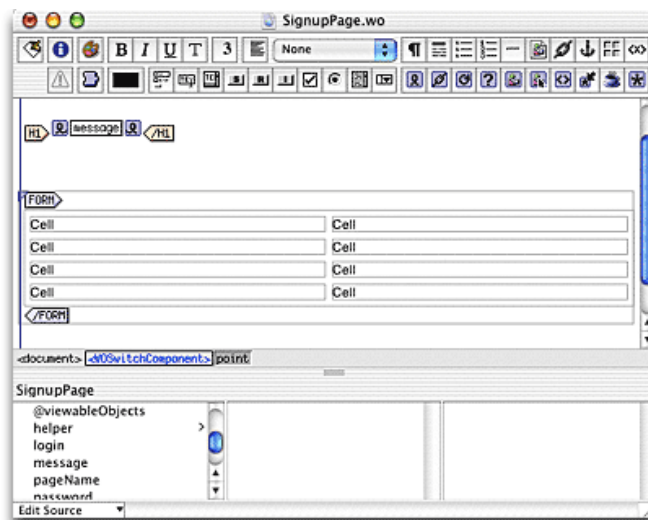 SignupPage.wo
B I U T 3 None
H1 message /H1
FORM
Cell Cell
Cell Cell
Cell Cell
Cell Cell
/FORM
<document> <WOSwitchComponent> point
SignupPage
@viewableObjects
helper >
login
message
pageName
password
Edit Source